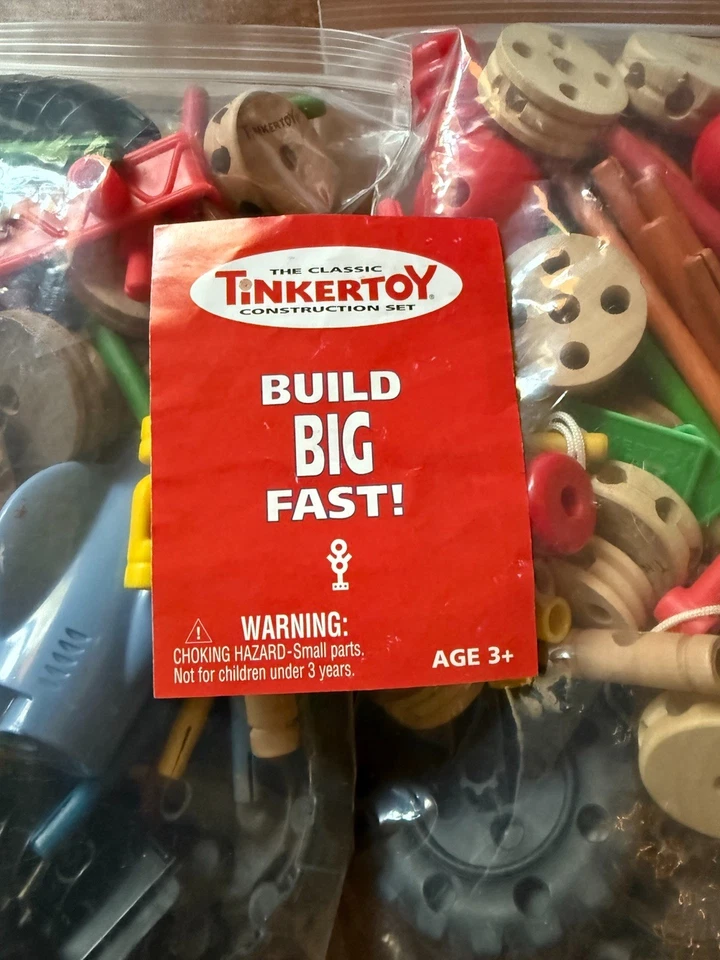 TINKERTOY
THE CLASSIC
TiNKERTOY®
CONSTRUCTION SET
BUILD
BIG
FAST!
WARNING:
CHOKING HAZARD-Small parts.
Not for children under 3 years.
AGE 3+